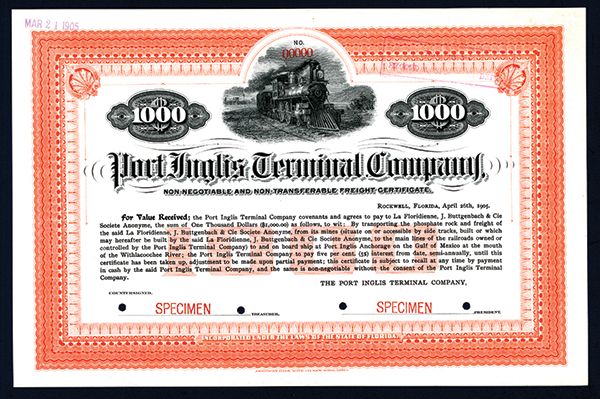 MAR 21 1905
NO.
00000
1000
1000
Port Inglis Terminal Company,
NON-NEGOTIABLE AND NON-TRANSFERABLE FREIGHT CERTIFICATE.
ROCKWELL, FLORIDA, April 26th, 1905.
For Value Received; the Port Inglis Terminal Company covenants and agrees to pay to La Floridienne, J. Buttgenbach & Cie
Societe Anonyme, the sum of One Thousand Dollars ($1,000.00) as follows, to wit: By transporting the phosphate rock and freight of
the said La Floridienne, J. Buttgenbach & Cie Societe Anonyme, from its mines (situate on or accessible by side tracks, built or which
may hereafter be built by the said La Floridienne, J. Buttgenbach & Cie Societe Anonyme, to the main lines of the railroads owned or
controlled by the Port Inglis Terminal Company) to and on board ship at Port Inglis Anchorage on the Gulf of Mexico at the mouth
of the Withlacoochee River; the Port Inglis Terminal Company to pay five per cent. (5%) interest from date, semi-annually, until this
certificate has been taken up, adjustment to be made upon partial payment; this certificate is subject to recall at any time by payment
in cash by the said Port Inglis Terminal Company, and the same is non-negotiable without the consent of the Port Inglis Terminal
Company.
THE PORT INGLIS TERMINAL COMPANY,
COUNTERSIGNED,
SPECIMEN
TREASURER.
SPECIMEN
PRESIDENT.
INCORPORATED UNDER THE LAWS OF THE STATE OF FLORIDA.